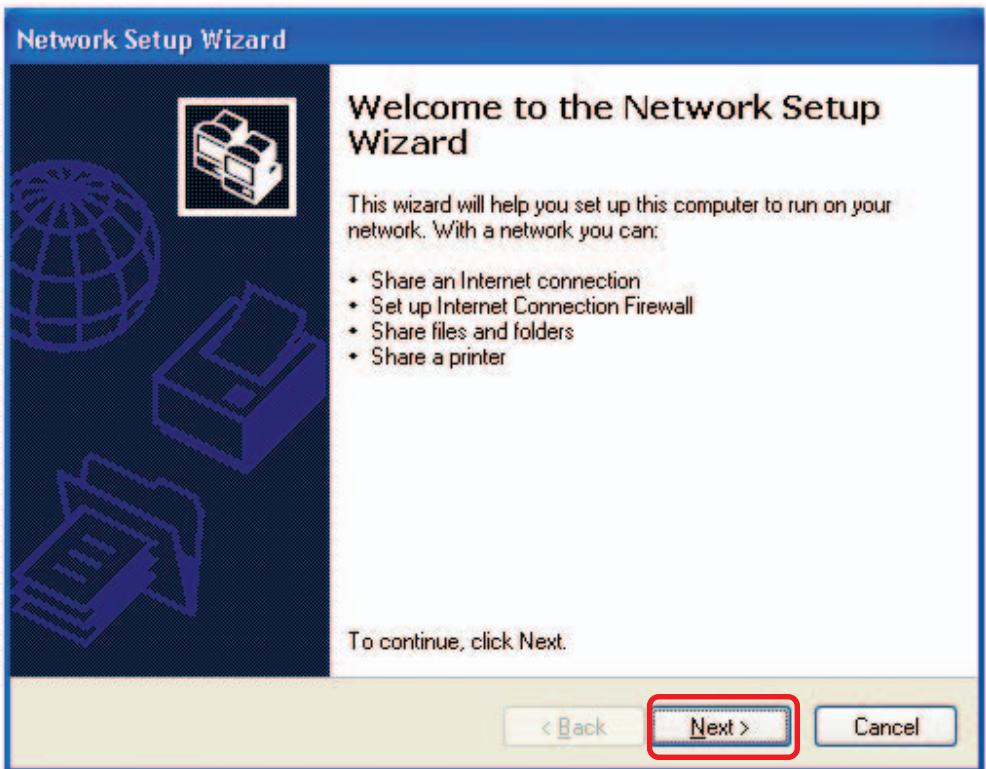 Network Setup Wizard
Welcome to the Network Setup
Wizard
This wizard will help you set up this computer to run on your
network. With a network you can:
• Share an Internet connection
• Set up Internet Connection Firewall
• Share files and folders
• Share a printer
To continue, click Next.
< Back Next > Cancel